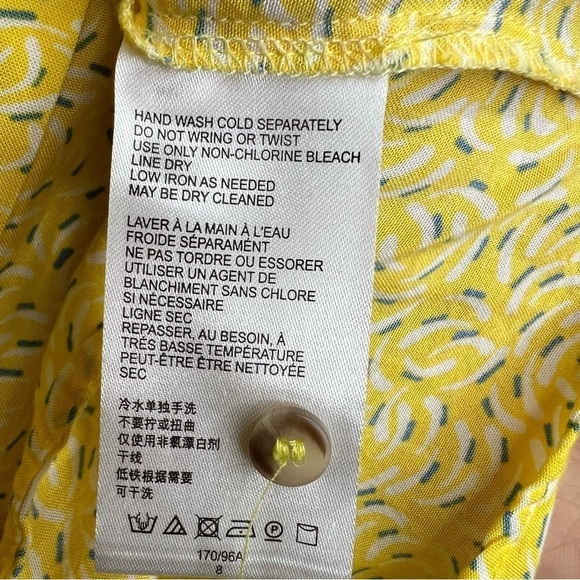 HAND WASH COLD SEPARATELY
DO NOT WRING OR TWIST
USE ONLY NON-CHLORINE BLEACH
LINE DRY
LOW IRON AS NEEDED
MAY BE DRY CLEANED
LAVER À LA MAIN À L'EAU
FROIDE SÉPARAMÉNT
NE PAS TORDRE OU ESSORER
UTILISER UN AGENT DE
BLANCHIMENT SANS CHLORE
SI NÉCESSAIRE
LIGNE SEC
REPASSER, AU BESOIN, À
TRÉS BASSE TEMPÉRATURE
PEUT-ÊTRE ÊTRE NETTOYÉE
SEC
冷水单独手洗
不要拧或扭曲
仅使用非氯漂白剂
干线
低铁根据需要
可干洗
170/96A
8